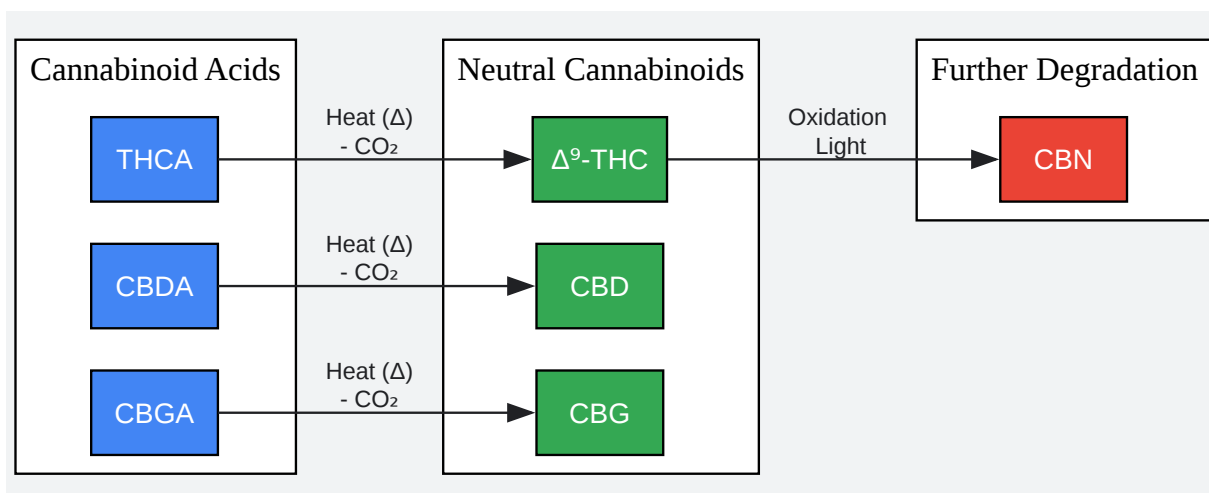 Cannabinoid Acids
Neutral Cannabinoids
Further Degradation
THCA
Heat (Δ)
- CO₂
Δ⁹-THC
Oxidation
Light
CBN
CBDA
Heat (Δ)
- CO₂
CBD
CBGA
Heat (Δ)
- CO₂
CBG